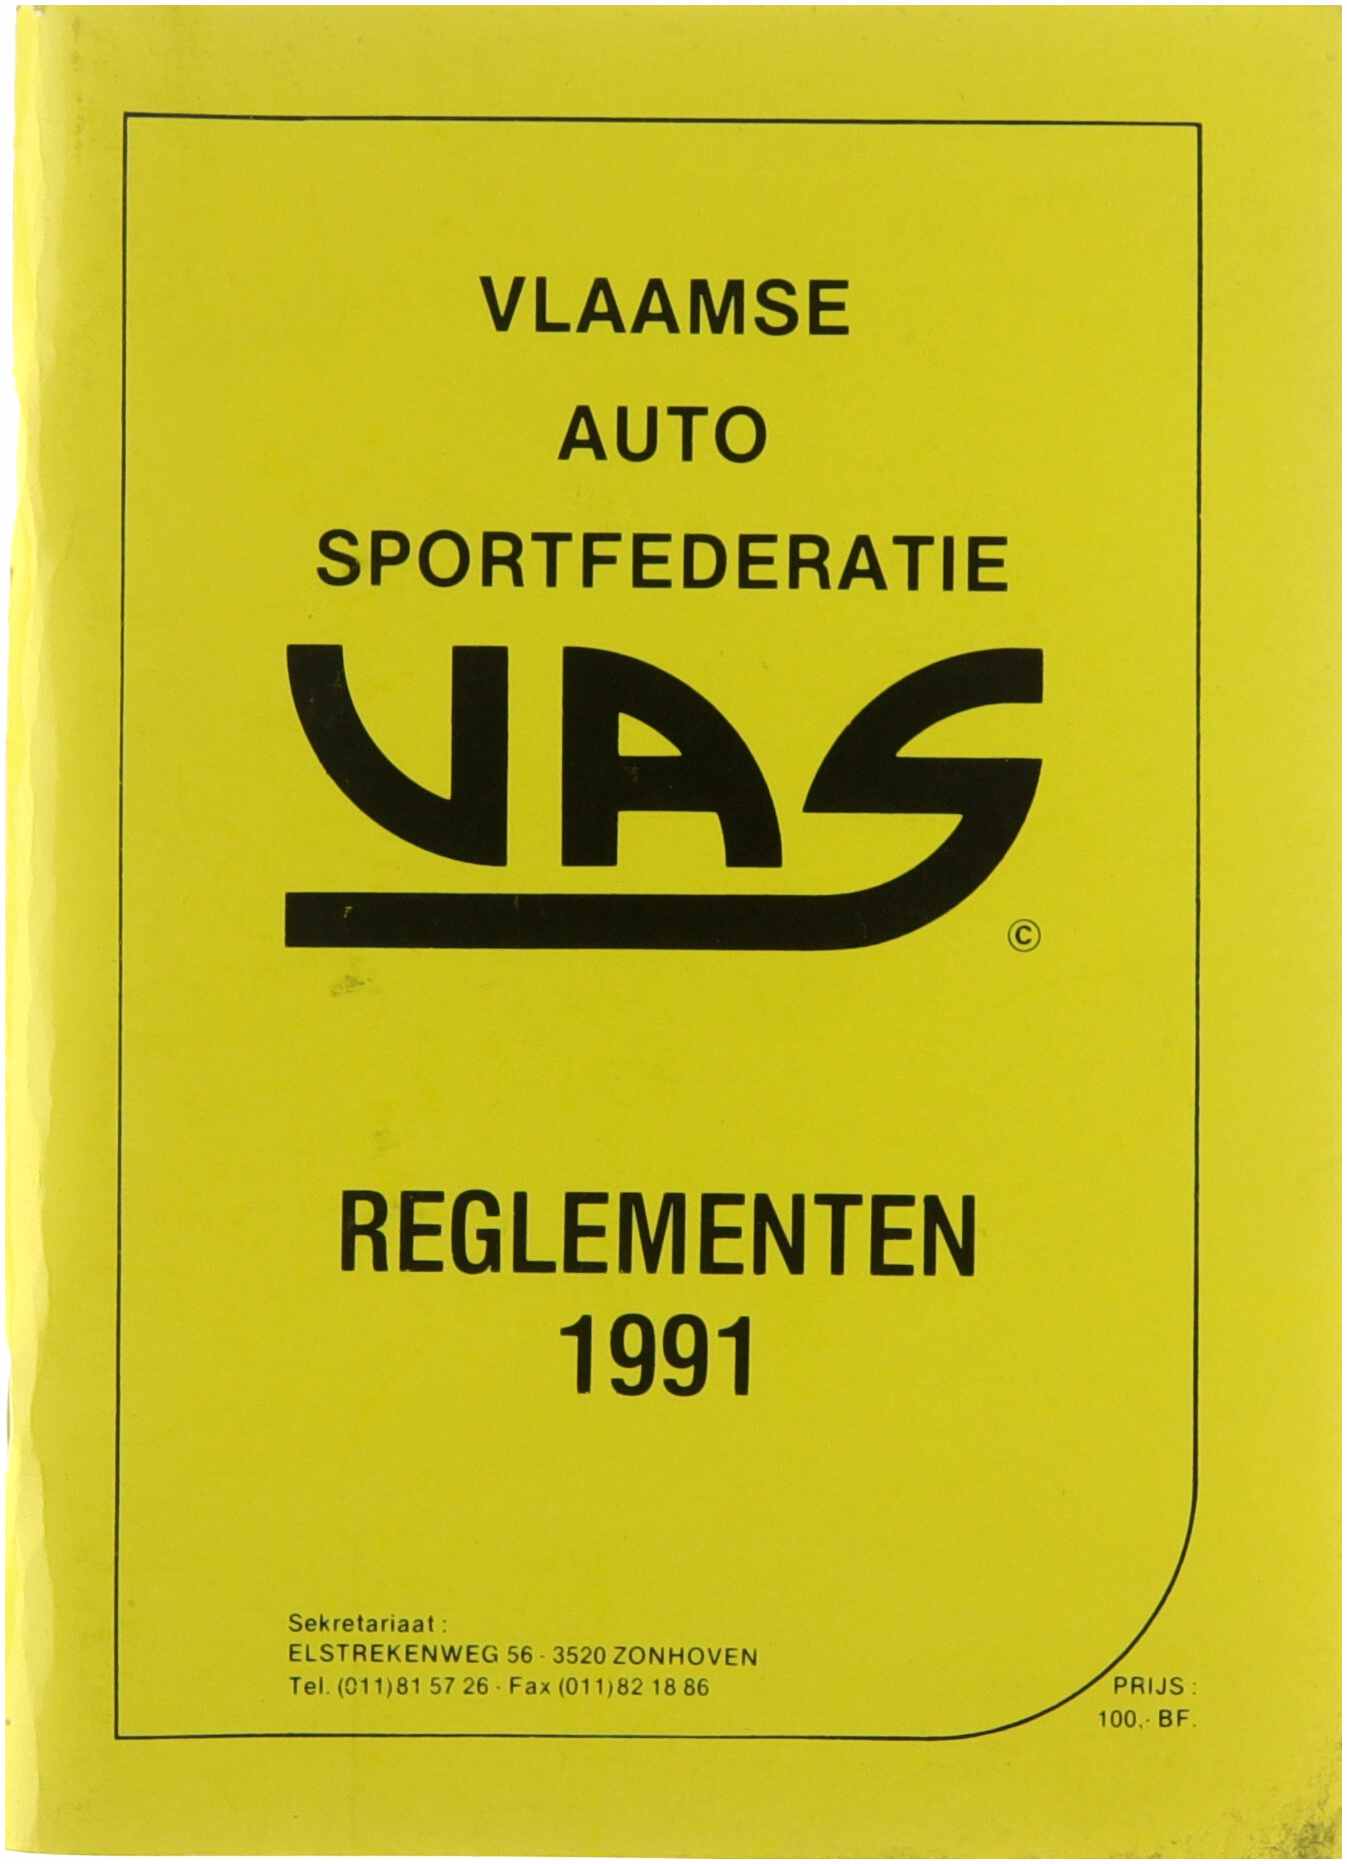 VLAAMSE
AUTO
SPORTFEDERATIE
VAS
©
REGLEMENTEN
1991
Sekretariaat :
ELSTREKENWEG 56 - 3520 ZONHOVEN
Tel. (011) 81 57 26 - Fax (011) 82 18 86
PRIJS :
100,- BF.